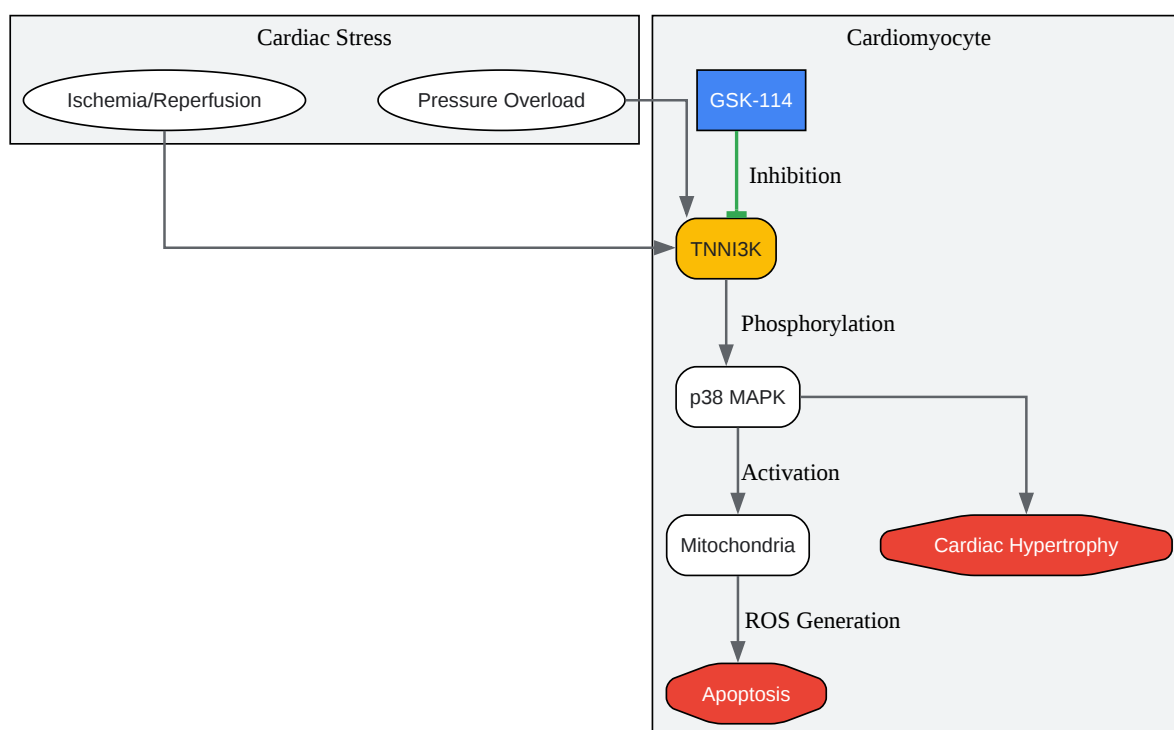 Cardiac Stress
Cardiomyocyte
Ischemia/Reperfusion
Pressure Overload
GSK-114
Inhibition
TNNI3K
Phosphorylation
p38 MAPK
Activation
Mitochondria
Cardiac Hypertrophy
ROS Generation
Apoptosis